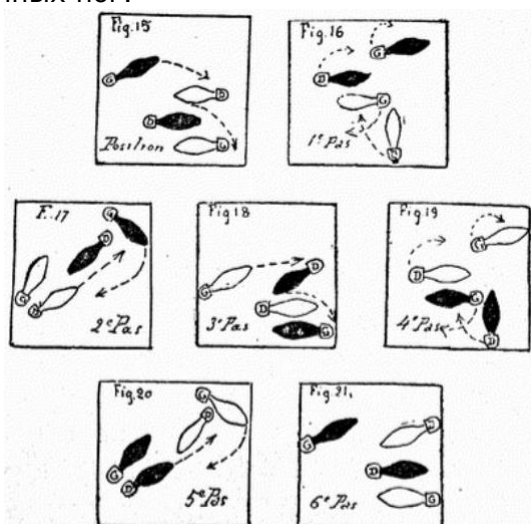 Fig.15
G
D
D
G
Position
Fig.16
G
D
G
1e Pas
D
F.17
G
D
G
D
2e Pas
Fig 18
D
G
D
3e Pas
G
Fig 19
G
D
G
4e Pas
D
Fig.20
G
D
G
D
5e Pas
Fig.21.
G
D
6e Pas
G